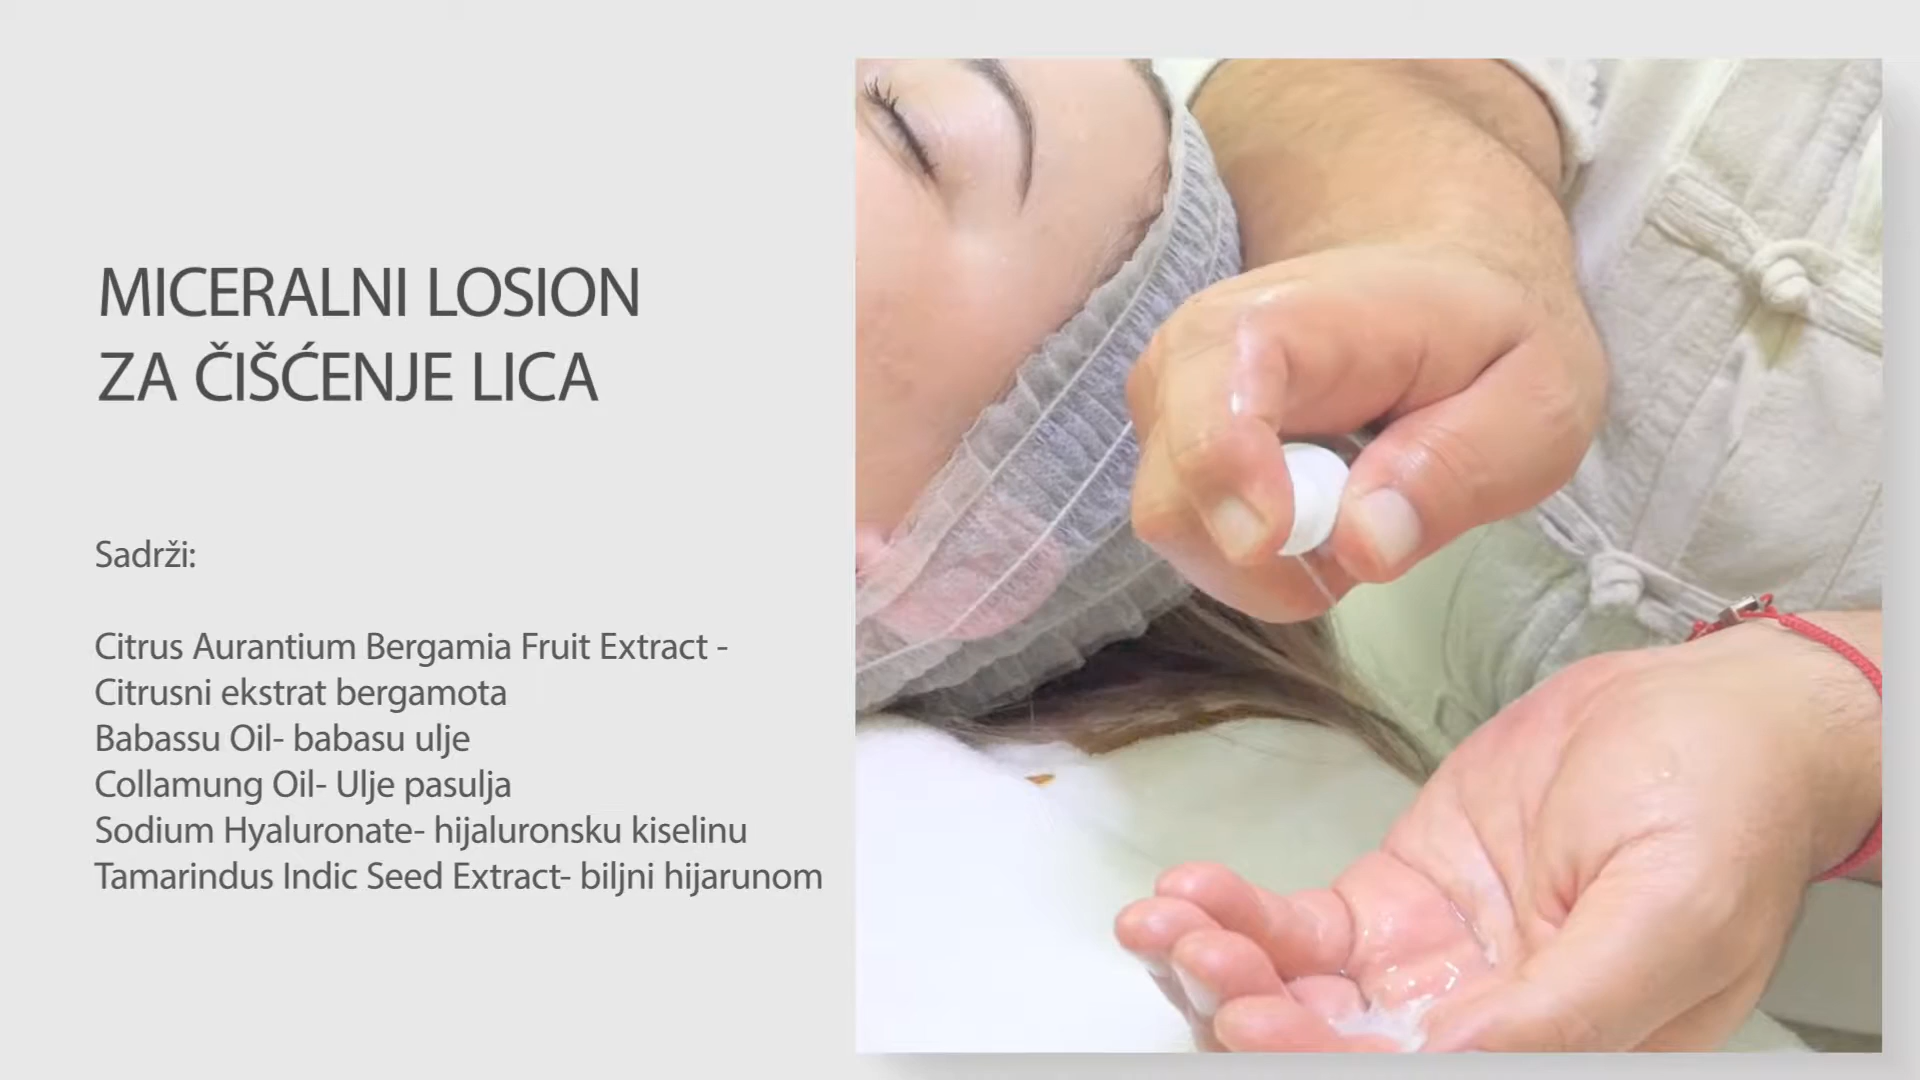 MICERALNI LOSION
ZA ČIŠĆENJE LICA
Sadrži:
Citrus Aurantium Bergamia Fruit Extract -
Citrusni ekstrat bergamota
Babassu Oil- babasu ulje
Collamung Oil- Ulje pasulja
Sodium Hyaluronate- hijaluronsku kiselinu
Tamarindus Indic Seed Extract- biljni hijarunom